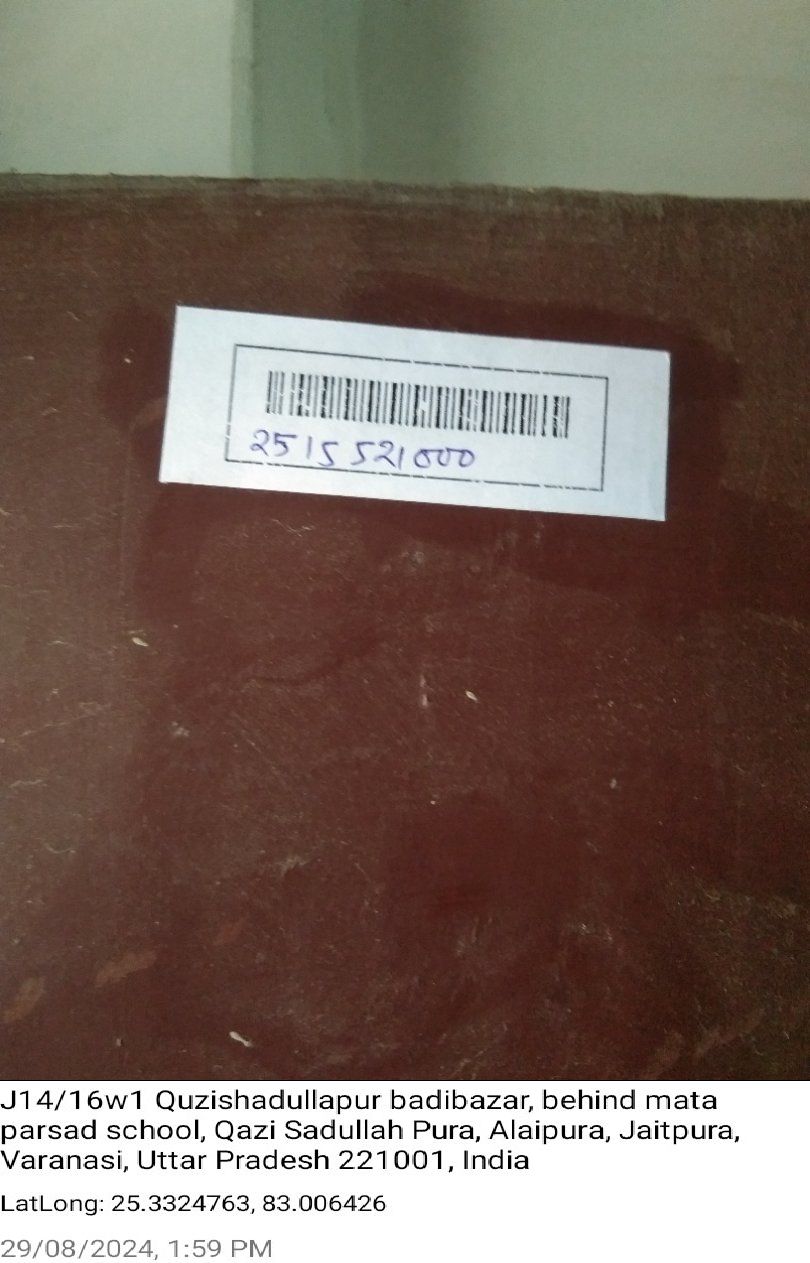 2515521000
J14/16w1 Quzishadullapur badibazar, behind mata
parsad school, Qazi Sadullah Pura, Alaipura, Jaitpura,
Varanasi, Uttar Pradesh 221001, India
LatLong: 25.3324763, 83.006426
29/08/2024, 1:59 PM